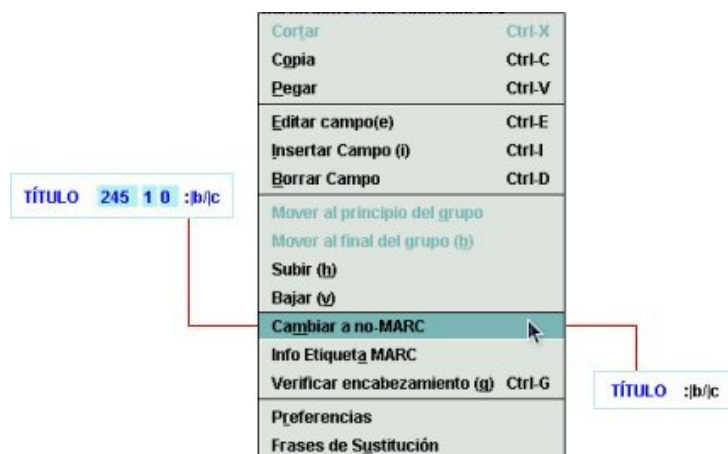 Cortar Ctrl-X
Copia Ctrl-C
Pegar Ctrl-V
Editar campo(e) Ctrl-E
Insertar Campo (i) Ctrl-I
Borrar Campo Ctrl-D
TÍTULO 245 1 0 :|b/|c
Mover al principio del grupo
Mover al final del grupo (b)
Subir (h)
Bajar (v)
Cambiar a no-MARC
Info Etiqueta MARC
Verificar encabezamiento (g) Ctrl-G
TÍTULO :|b/|c
Preferencias
Frases de Sustitución